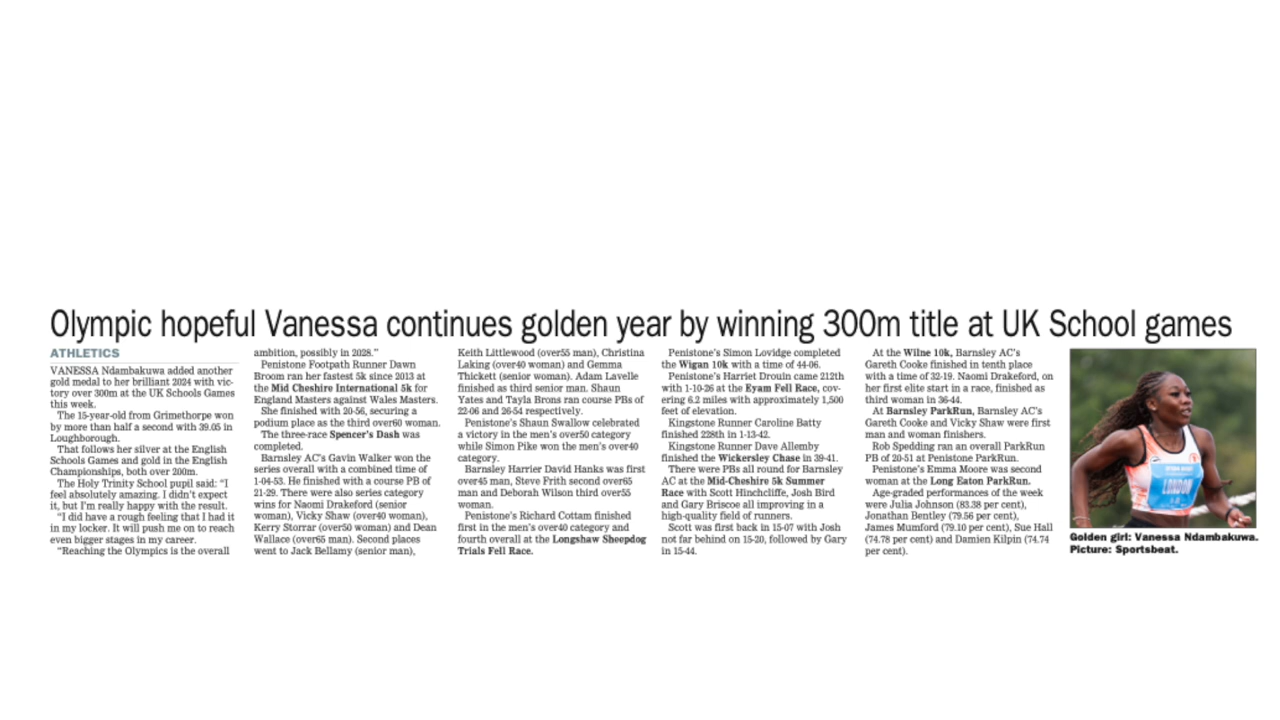 Olympic hopeful Vanessa continues golden year by winning 300m title at UK School games
ATHLETICS
VANESSA Ndambakuwa added another
gold medal to her brilliant 2024 with vic-
tory over 300m at the UK Schools Games
this week.
The 15-year-old from Grimethorpe won
by more than half a second with 39.05 in
Loughborough.
That follows her silver at the English
Schools Games and gold in the English
Championships, both over 200m.
The Holy Trinity School pupil said: “I
feel absolutely amazing. I didn’t expect
it, but I’m really happy with the result.
“I did have a rough feeling that I had it
in my locker. It will push me on to reach
even bigger stages in my career.
“Reaching the Olympics is the overall
ambition, possibly in 2028.”
Penistone Footpath Runner Dawn
Broom ran her fastest 5k since 2013 at
the Mid Cheshire International 5k for
England Masters against Wales Masters.
She finished with 20-56, securing a
podium place as the third over60 woman.
The three-race Spencer’s Dash was
completed.
Barnsley AC’s Gavin Walker won the
series overall with a combined time of
1-04-53. He finished with a course PB of
21-29. There were also series category
wins for Naomi Drakeford (senior
woman), Vicky Shaw (over40 woman),
Kerry Storrar (over50 woman) and Dean
Wallace (over65 man). Second places
went to Jack Bellamy (senior man),
Keith Littlewood (over55 man), Christina
Laking (over40 woman) and Gemma
Thickett (senior woman). Adam Lavelle
finished as third senior man. Shaun
Yates and Tayla Brons ran course PBs of
22-06 and 26-54 respectively.
Penistone’s Shaun Swallow celebrated
a victory in the men’s over50 category
while Simon Pike won the men’s over40
category.
Barnsley Harrier David Hanks was first
over45 man, Steve Frith second over65
man and Deborah Wilson third over55
woman.
Penistone’s Richard Cottam finished
first in the men’s over40 category and
fourth overall at the Longshaw Sheepdog
Trials Fell Race.
Penistone’s Simon Lovidge completed
the Wigan 10k with a time of 44-06.
Penistone’s Harriet Drouin came 212th
with 1-10-26 at the Eyam Fell Race, cov-
ering 6.2 miles with approximately 1,500
feet of elevation.
Kingstone Runner Caroline Batty
finished 228th in 1-13-42.
Kingstone Runner Dave Allemby
finished the Wickersley Chase in 39-41.
There were PBs all round for Barnsley
AC at the Mid-Cheshire 5k Summer
Race with Scott Hinchcliffe, Josh Bird
and Gary Briscoe all improving in a
high-quality field of runners.
Scott was first back in 15-07 with Josh
not far behind on 15-20, followed by Gary
in 15-44.
At the Wilne 10k, Barnsley AC’s
Gareth Cooke finished in tenth place
with a time of 32-19. Naomi Drakeford, on
her first elite start in a race, finished as
third woman in 36-44.
At Barnsley ParkRun, Barnsley AC’s
Gareth Cooke and Vicky Shaw were first
man and woman finishers.
Rob Spedding ran an overall ParkRun
PB of 20-51 at Penistone ParkRun.
Penistone’s Emma Moore was second
woman at the Long Eaton ParkRun.
Age-graded performances of the week
were Julia Johnson (83.38 per cent),
Jonathan Bentley (79.56 per cent),
James Mumford (79.10 per cent), Sue Hall
(74.78 per cent) and Damien Kilpin (74.74
per cent).
LONDON
Golden girl: Vanessa Ndambakuwa.
Picture: Sportsbeat.